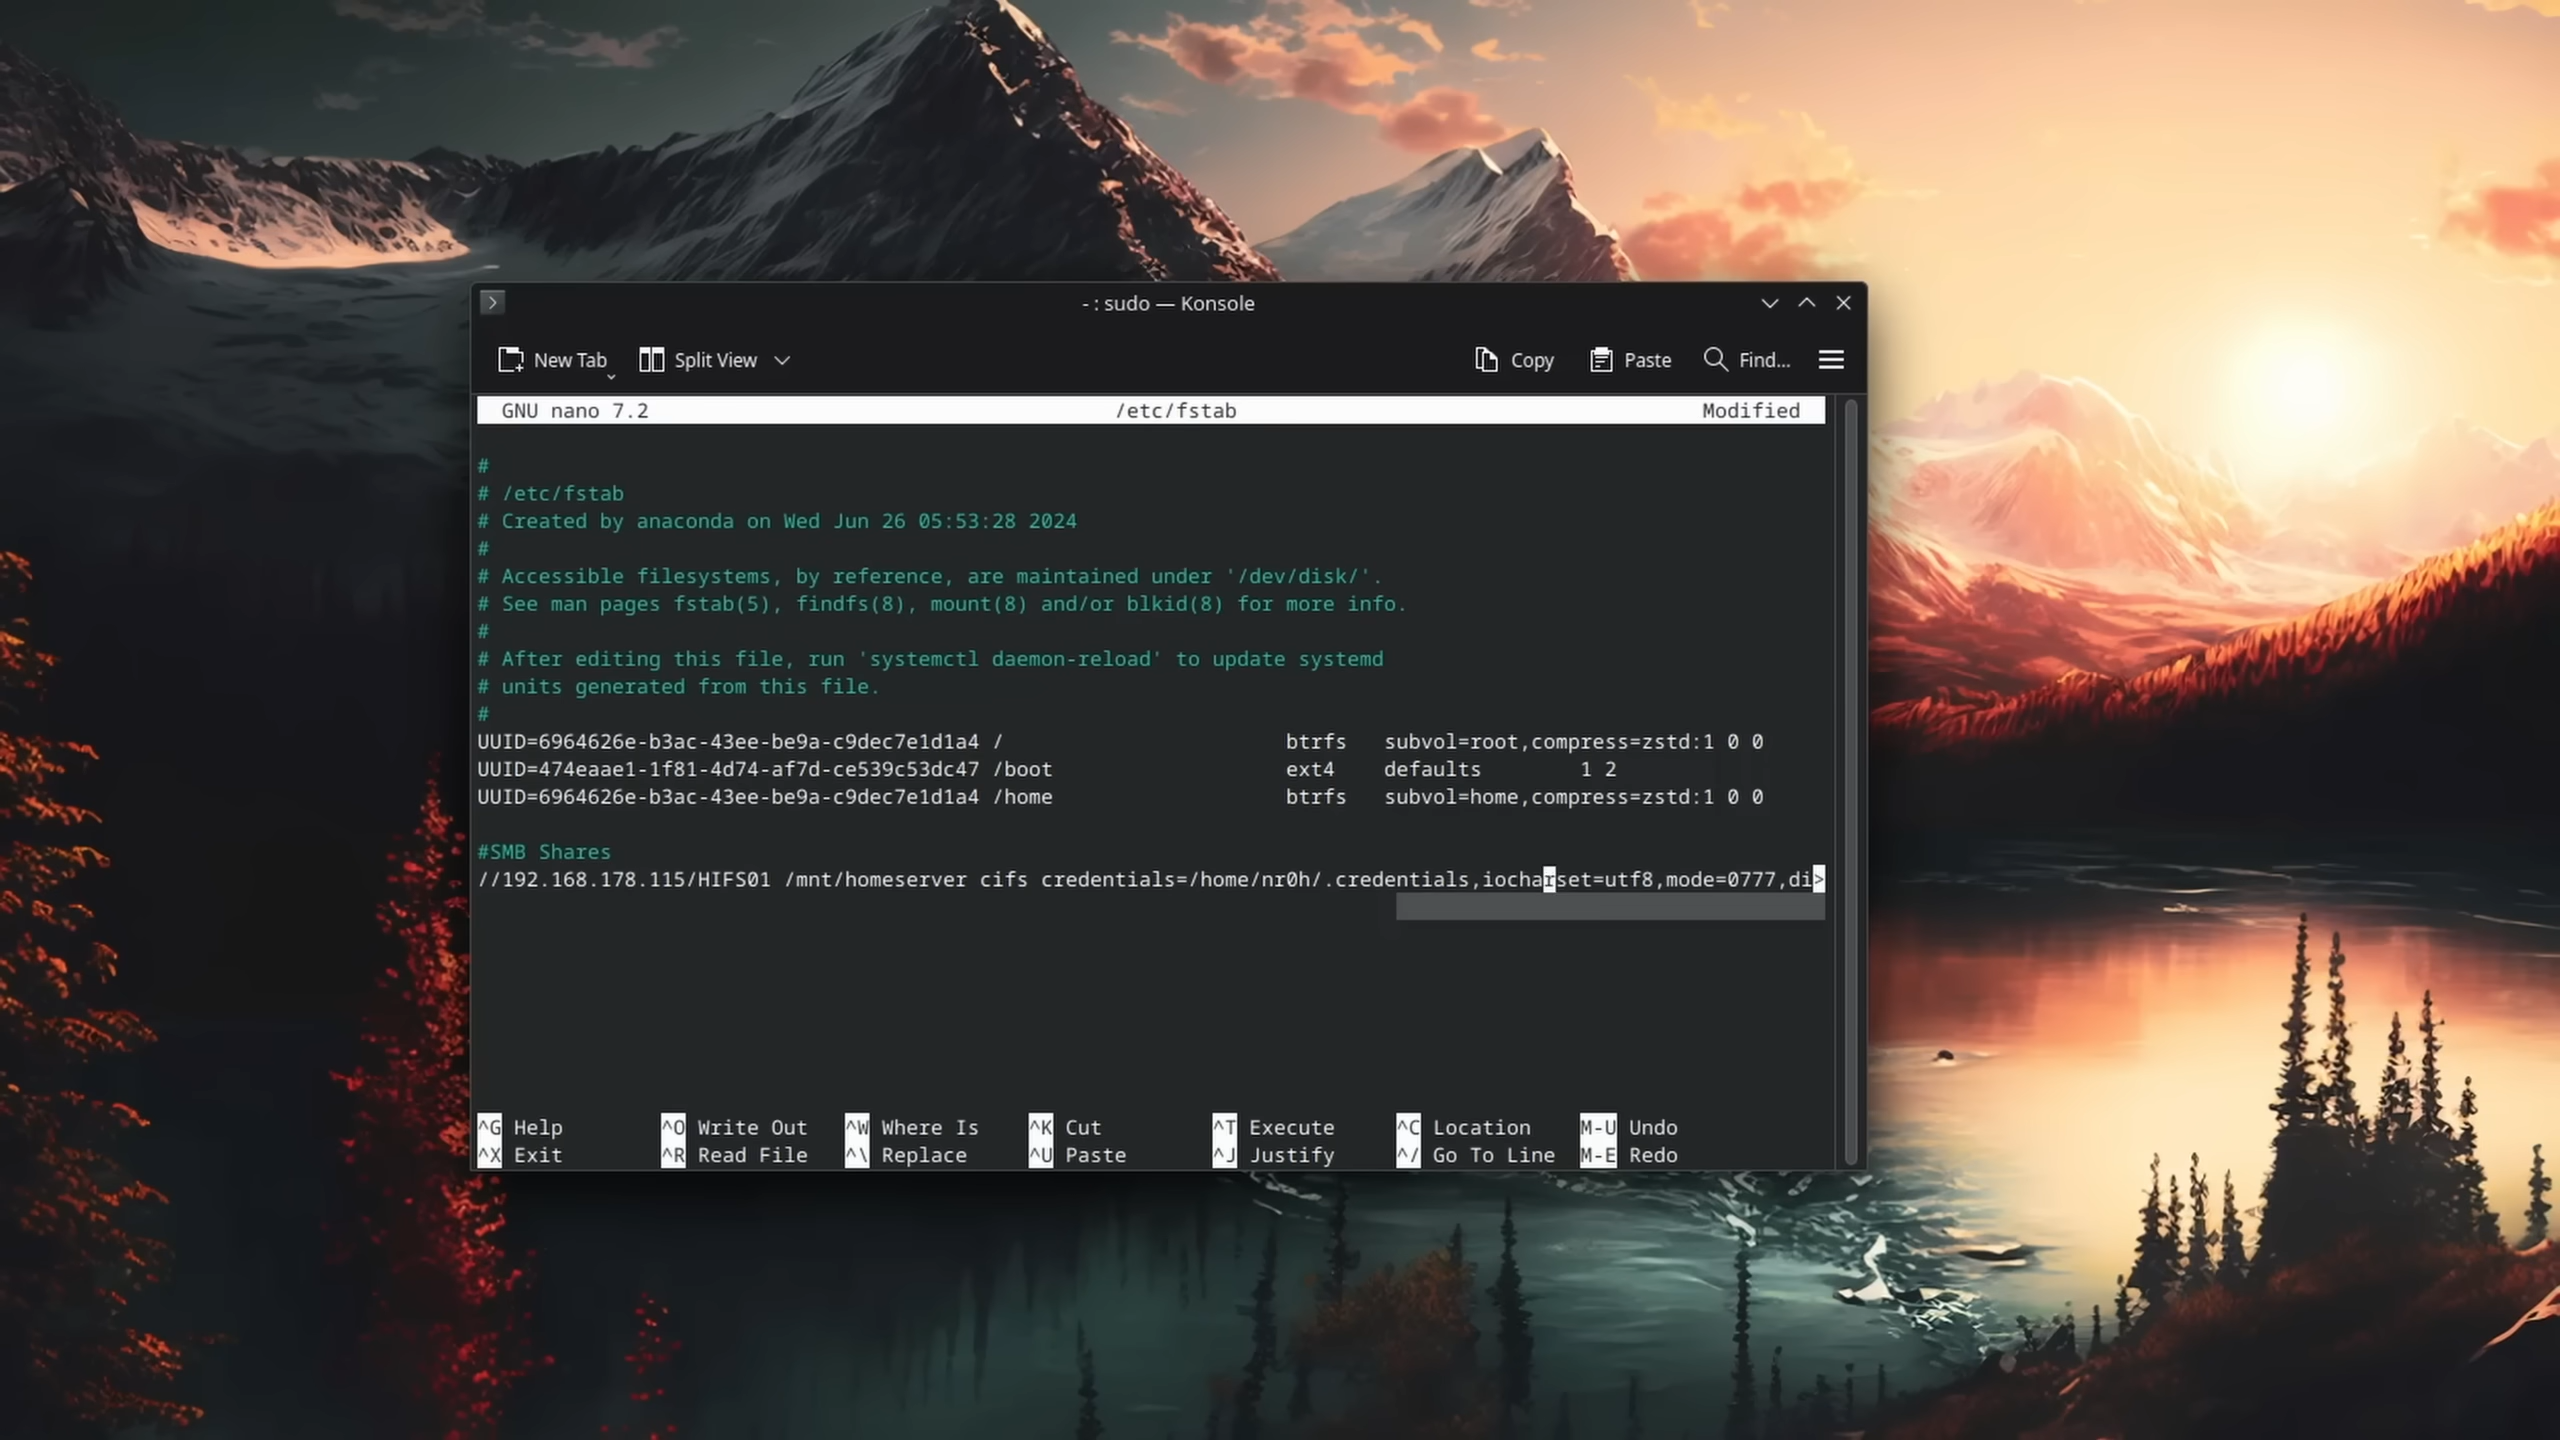 - : sudo — Konsole
New Tab Split View Copy Paste Find...
GNU nano 7.2 /etc/fstab Modified
#
# /etc/fstab
# Created by anaconda on Wed Jun 26 05:53:28 2024
#
# Accessible filesystems, by reference, are maintained under '/dev/disk/'.
# See man pages fstab(5), findfs(8), mount(8) and/or blkid(8) for more info.
#
# After editing this file, run 'systemctl daemon-reload' to update systemd
# units generated from this file.
#
UUID=6964626e-b3ac-43ee-be9a-c9dec7e1d1a4 / btrfs subvol=root,compress=zstd:1 0 0
UUID=474eaae1-1f81-4d74-af7d-ce539c53dc47 /boot ext4 defaults 1 2
UUID=6964626e-b3ac-43ee-be9a-c9dec7e1d1a4 /home btrfs subvol=home,compress=zstd:1 0 0
#SMB Shares
//192.168.178.115/HIFS01 /mnt/homeserver cifs credentials=/home/nr0h/.credentials,iocharset=utf8,mode=0777,di>
^G Help ^O Write Out ^W Where Is ^K Cut ^T Execute ^C Location M-U Undo
^X Exit ^R Read File ^\ Replace ^U Paste ^J Justify ^/ Go To Line M-E Redo